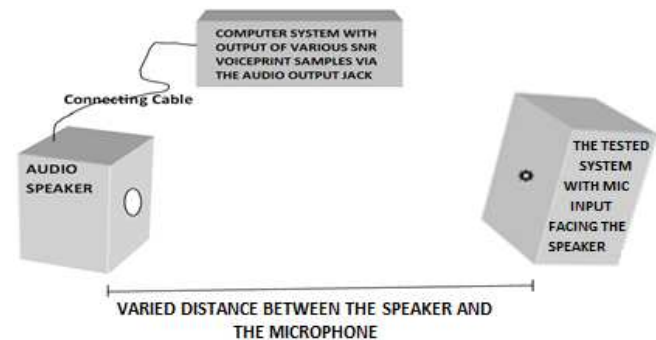 COMPUTER SYSTEM WITH
OUTPUT OF VARIOUS SNR
VOICEPRINT SAMPLES VIA
THE AUDIO OUTPUT JACK
Connecting Cable
AUDIO
SPEAKER
THE TESTED
SYSTEM
WITH MIC
INPUT
FACING THE
SPEAKER
VARIED DISTANCE BETWEEN THE SPEAKER AND
THE MICROPHONE